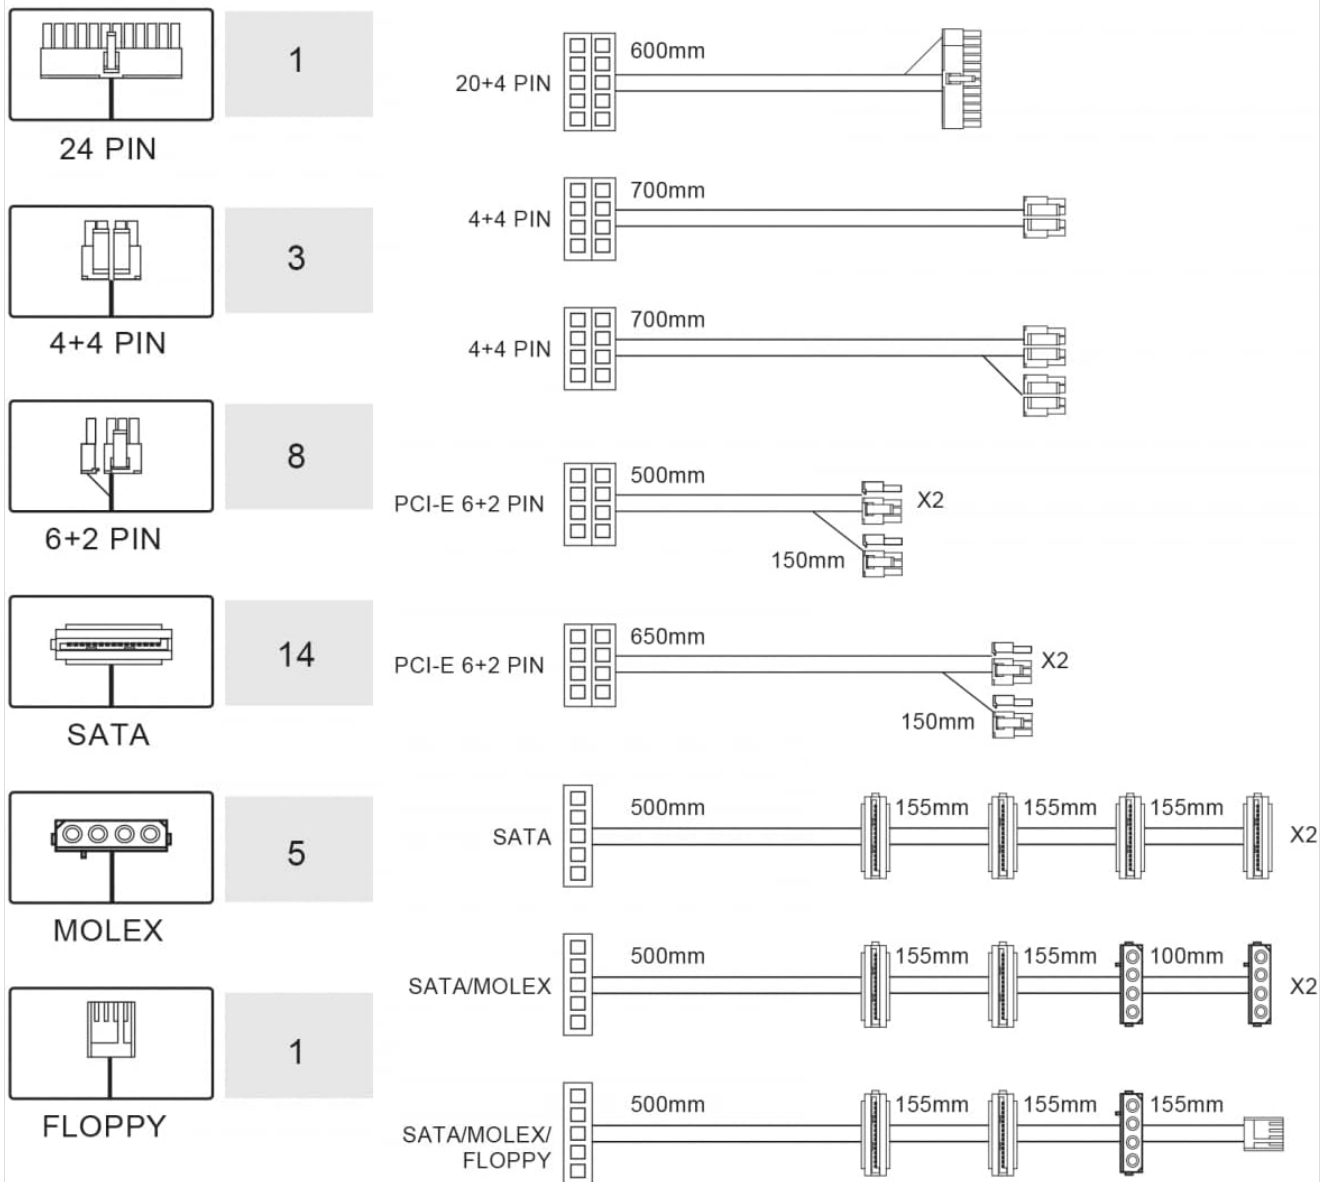 1
24 PIN
3
4+4 PIN
8
6+2 PIN
14
SATA
5
MOLEX
1
FLOPPY
600mm
20+4 PIN
700mm
4+4 PIN
700mm
4+4 PIN
500mm
PCI-E 6+2 PIN
X2
150mm
650mm
PCI-E 6+2 PIN
X2
150mm
500mm 155mm 155mm 155mm
SATA
X2
500mm 155mm 155mm 100mm
SATA/MOLEX
X2
500mm 155mm 155mm 155mm
SATA/MOLEX/
FLOPPY